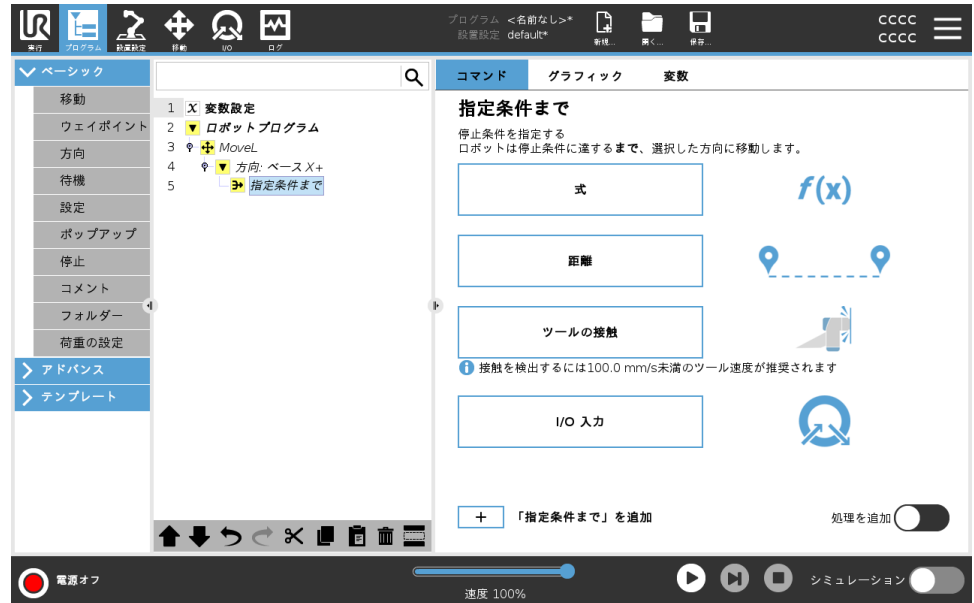 UR
実行
プログラム
設置設定
移動
I/O
ログ
プログラム <名前なし>*
設置設定 default*
新規...
開く...
保存...
CCCC
CCCC
ベーシック
移動
ウェイポイント
方向
待機
設定
ポップアップ
停止
コメント
フォルダー
荷重の設定
アドバンス
テンプレート
1 X 変数設定
2 ロボットプログラム
3 MoveL
4 方向: ベース X+
5 指定条件まで
コマンド グラフィック 変数
指定条件まで
停止条件を指定する
ロボットは停止条件に達するまで、選択した方向に移動します。
式
f(x)
距離
ツールの接触
接触を検出するには100.0 mm/s未満のツール速度が推奨されます
I/O 入力
+ 「指定条件まで」を追加
処理を追加
電源オフ
速度 100%
シミュレーション